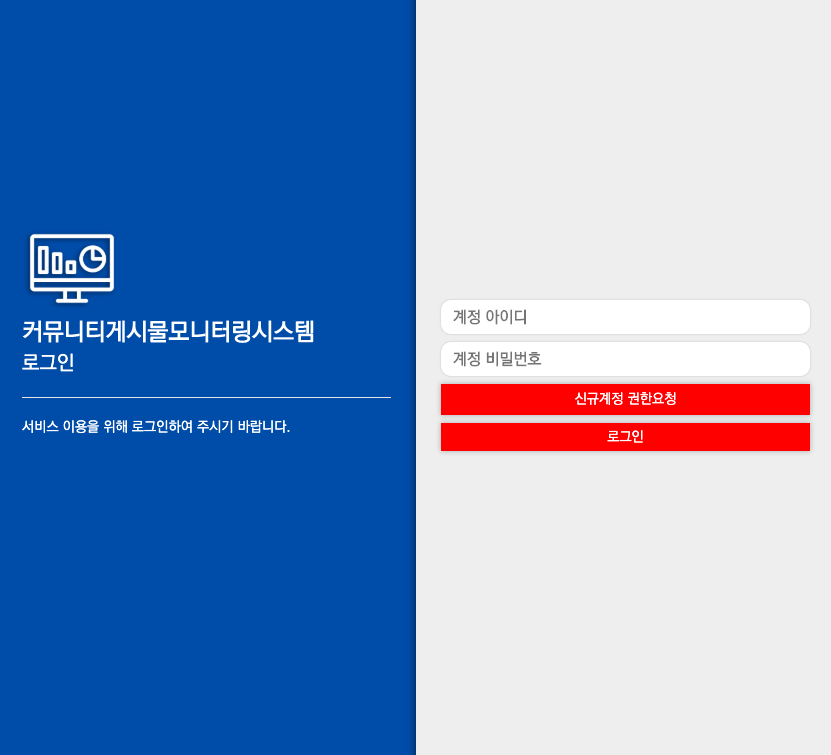 커뮤니티게시물모니터링시스템
로그인
서비스 이용을 위해 로그인하여 주시기 바랍니다.
계정 아이디
계정 비밀번호
신규계정 권한요청
로그인